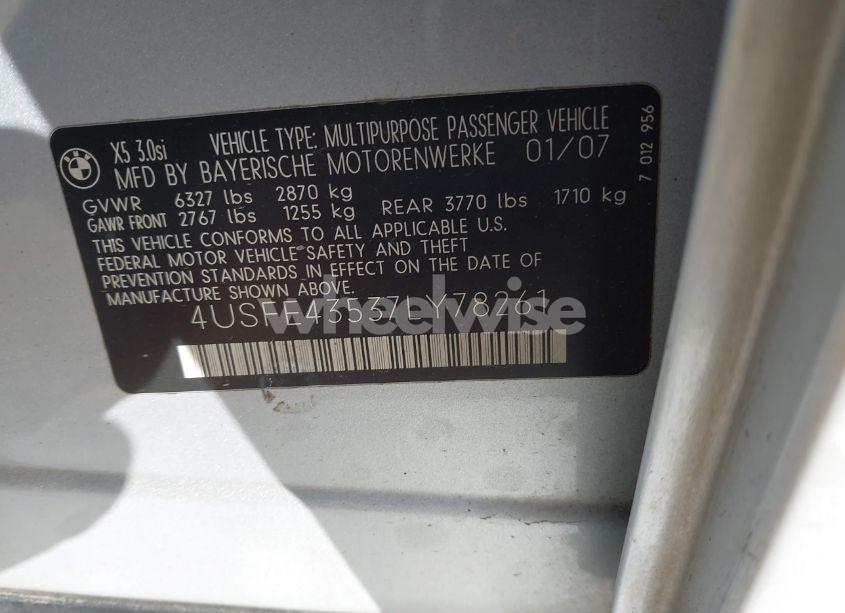 BMW
X5 3.0si VEHICLE TYPE: MULTIPURPOSE PASSENGER VEHICLE
MFD BY BAYERISCHE MOTORENWERKE 01/07
GVWR 6327 lbs 2870 kg
GAWR FRONT 2767 lbs 1255 kg REAR 3770 lbs 1710 kg
THIS VEHICLE CONFORMS TO ALL APPLICABLE U.S.
FEDERAL MOTOR VEHICLE SAFETY AND THEFT
PREVENTION STANDARDS IN EFFECT ON THE DATE OF
MANUFACTURE SHOWN ABOVE.
4USFE43537LY78261
7 012 956
wheelwise